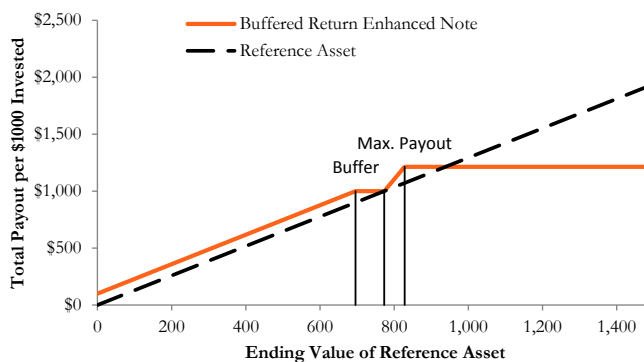 $2,500
$2,000
$1,500
$1,000
$500
$0
Total Payout per $1000 Invested
Buffered Return Enhanced Note
Reference Asset
Max. Payout
Buffer
0 200 400 600 800 1,000 1,200 1,400
Ending Value of Reference Asset